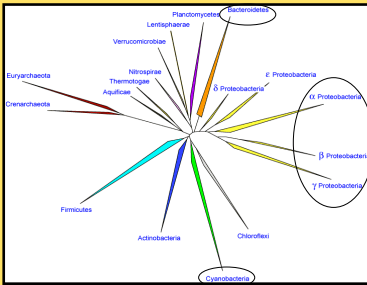 Planctomycetes
Bacteroidetes
Lentisphaerae
Verrucomicrobiae
Nitrospirae
Euryarchaeota
Thermotogae
Aquificae
δ Proteobacteria
ε Proteobacteria
α Proteobacteria
Crenarchaeota
β Proteobacteria
γ Proteobacteria
Firmicutes
Actinobacteria
Chloroflexi
Cyanobacteria